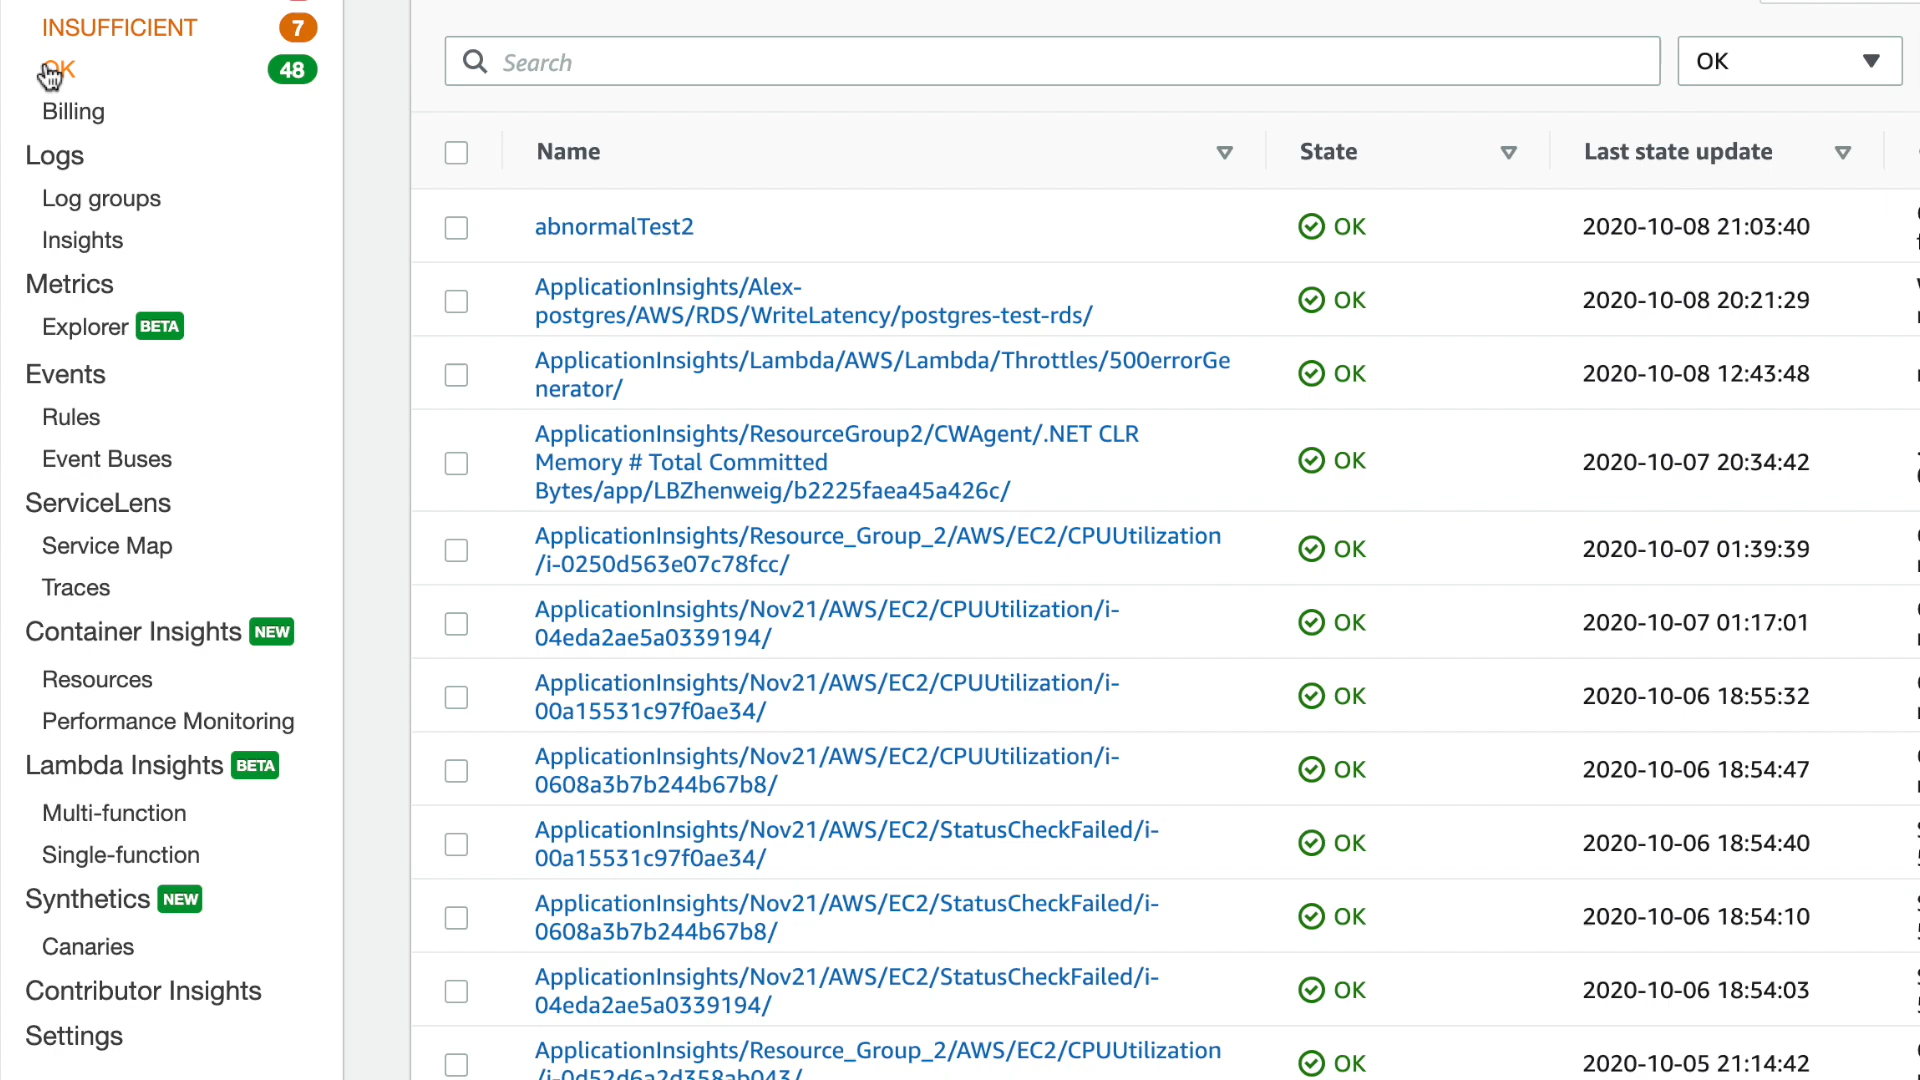 INSUFFICIENT 7
OK 48
Billing
Logs
Log groups
Insights
Metrics
Explorer BETA
Events
Rules
Event Buses
ServiceLens
Service Map
Traces
Container Insights NEW
Resources
Performance Monitoring
Lambda Insights BETA
Multi-function
Single-function
Synthetics NEW
Canaries
Contributor Insights
Settings
Search
OK
Name State Last state update
abnormalTest2 OK 2020-10-08 21:03:40
ApplicationInsights/Alex-
postgres/AWS/RDS/WriteLatency/postgres-test-rds/ OK 2020-10-08 20:21:29
ApplicationInsights/Lambda/AWS/Lambda/Throttles/500errorGe
nerator/ OK 2020-10-08 12:43:48
ApplicationInsights/ResourceGroup2/CWAgent/.NET CLR
Memory # Total Committed OK 2020-10-07 20:34:42
Bytes/app/LBZhenweig/b2225faea45a426c/
ApplicationInsights/Resource_Group_2/AWS/EC2/CPUUtilization
/i-0250d563e07c78fcc/ OK 2020-10-07 01:39:39
ApplicationInsights/Nov21/AWS/EC2/CPUUtilization/i-
04eda2ae5a0339194/ OK 2020-10-07 01:17:01
ApplicationInsights/Nov21/AWS/EC2/CPUUtilization/i-
00a15531c97f0ae34/ OK 2020-10-06 18:55:32
ApplicationInsights/Nov21/AWS/EC2/CPUUtilization/i-
0608a3b7b244b67b8/ OK 2020-10-06 18:54:47
ApplicationInsights/Nov21/AWS/EC2/StatusCheckFailed/i-
00a15531c97f0ae34/ OK 2020-10-06 18:54:40
ApplicationInsights/Nov21/AWS/EC2/StatusCheckFailed/i-
0608a3b7b244b67b8/ OK 2020-10-06 18:54:10
ApplicationInsights/Nov21/AWS/EC2/StatusCheckFailed/i-
04eda2ae5a0339194/ OK 2020-10-06 18:54:03
ApplicationInsights/Resource_Group_2/AWS/EC2/CPUUtilization
/i-0d52d6a2d358ab043/ OK 2020-10-05 21:14:42